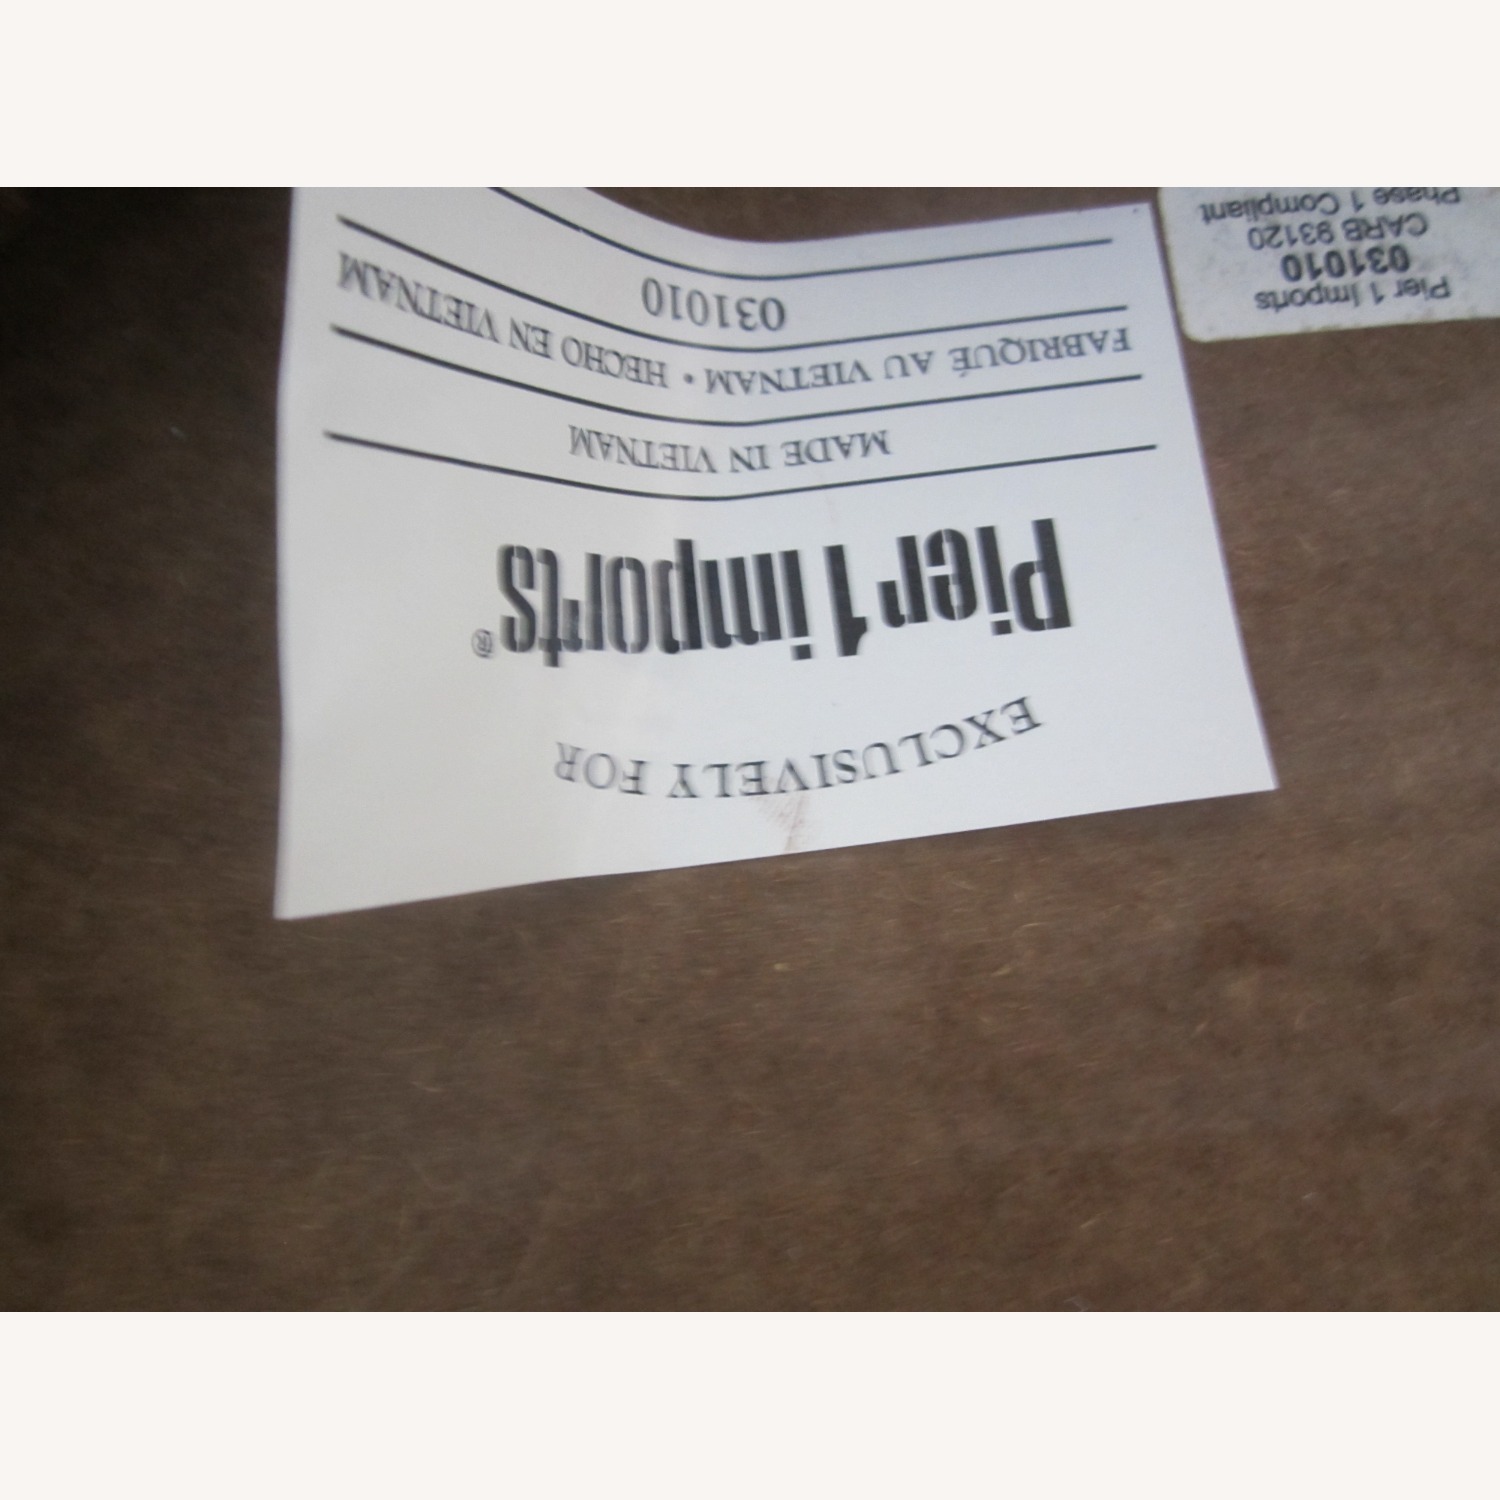 EXCLUSIVELY FOR
Pier 1 imports®
MADE IN VIETNAM
FABRIQUÉ AU VIETNAM • HECHO EN VIETNAM
031010
Pier 1 Imports
031010
CARB 93120
Phase 1 Compliant